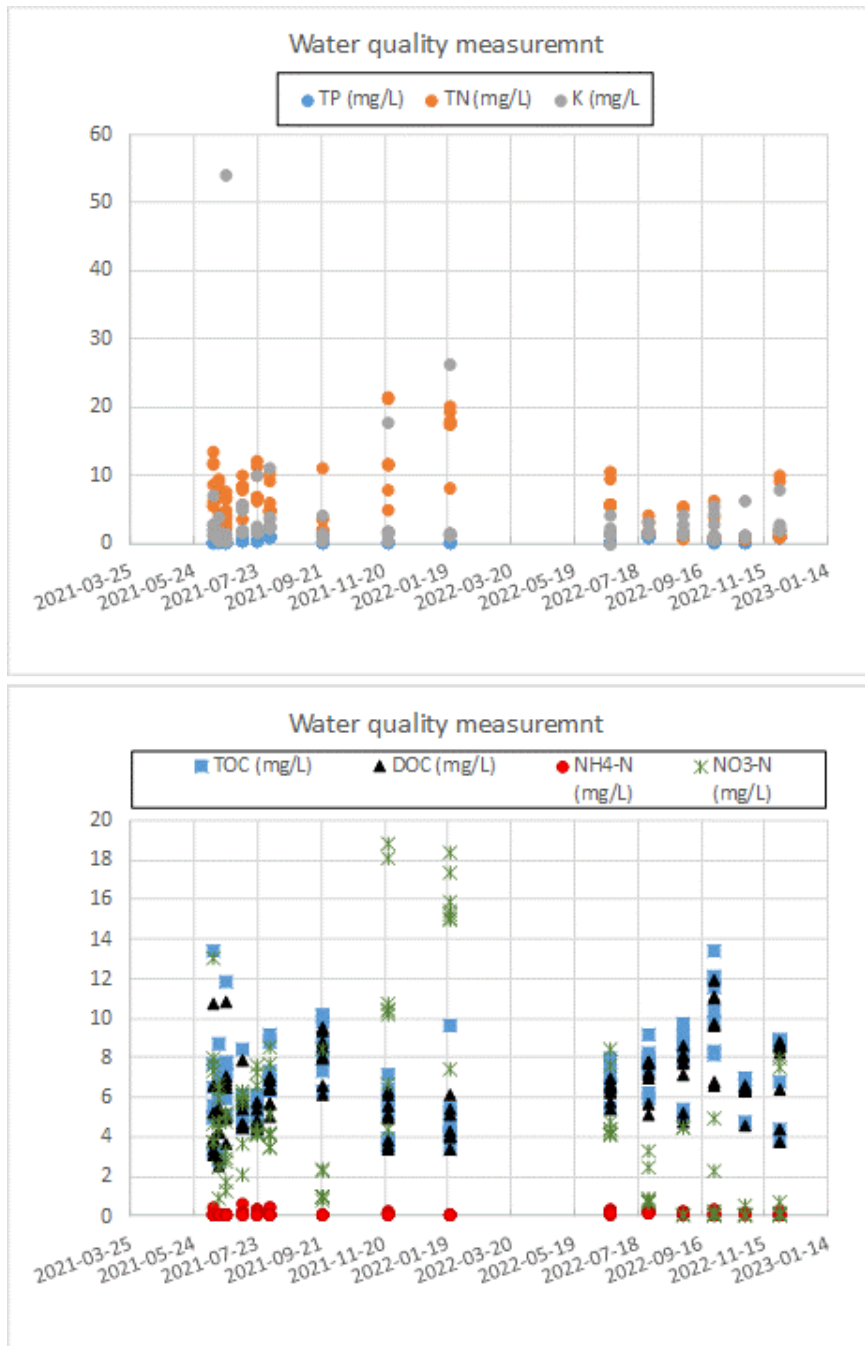 Water quality measuremnt
TP (mg/L) TN (mg/L) K (mg/L
60
50
40
30
20
10
0
2021-03-25 2021-05-24 2021-07-23 2021-09-21 2021-11-20 2022-01-19 2022-03-20 2022-05-19 2022-07-18 2022-09-16 2022-11-15 2023-01-14
Water quality measuremnt
TOC (mg/L) DOC (mg/L) NH4-N NO3-N
(mg/L) (mg/L)
20
18
16
14
12
10
8
6
4
2
0
2021-03-25 2021-05-24 2021-07-23 2021-09-21 2021-11-20 2022-01-19 2022-03-20 2022-05-19 2022-07-18 2022-09-16 2022-11-15 2023-01-14